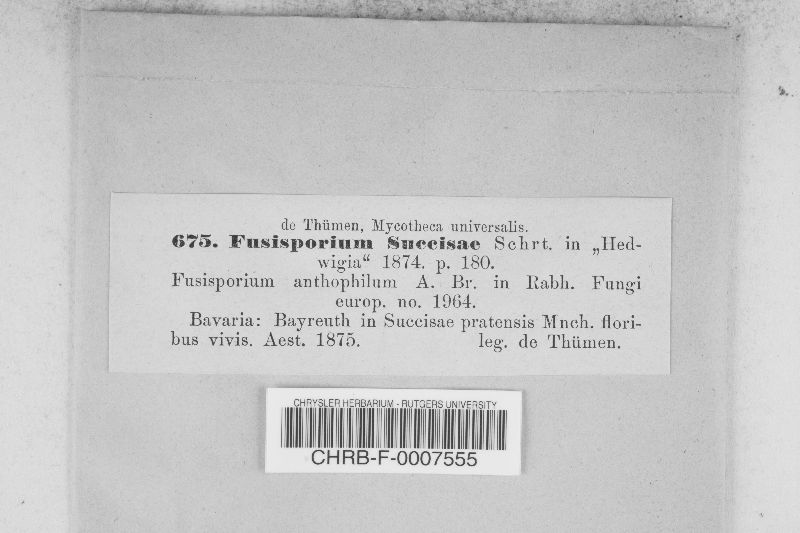 de Thümen, Mycotheca universalis.
675. Fusisporium Succisae Schrt. in „Hed-
wigia“ 1874. p. 180.
Fusisporium anthophilum A. Br. in Rabh. Fungi
europ. no. 1964.
Bavaria: Bayreuth in Succisae pratensis Mnch. flori-
bus vivis. Aest. 1875. leg. de Thümen.
CHRYSLER HERBARIUM - RUTGERS UNIVERSITY
CHRB-F-0007555